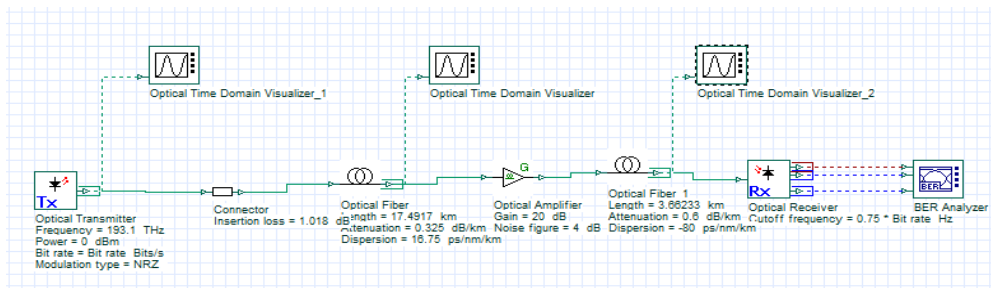 Optical Time Domain Visualizer_1
Optical Time Domain Visualizer
Optical Time Domain Visualizer_2
Tx
Optical Transmitter
Frequency = 193.1 THz
Power = 0 dBm
Bit rate = Bit rate Bits/s
Modulation type = NRZ
Connector
Insertion loss = 1.018 dB
Optical Fiber
Length = 17.4917 km
Attenuation = 0.325 dB/km
Dispersion = 16.75 ps/nm/km
G
Optical Amplifier
Gain = 20 dB
Noise figure = 4 dB
Optical Fiber_1
Length = 3.66233 km
Attenuation = 0.6 dB/km
Dispersion = -80 ps/nm/km
Rx
Optical Receiver
Cutoff frequency = 0.75 * Bit rate Hz
BER
BER Analyzer